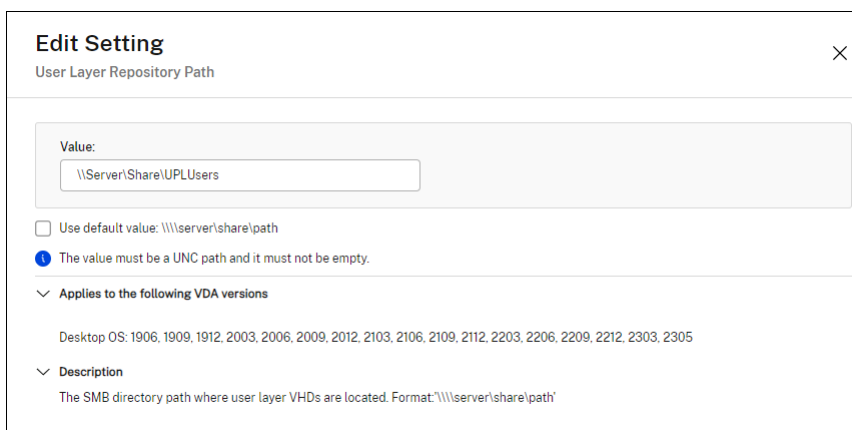 Edit Setting
User Layer Repository Path
Value:
\\Server\Share\UPLUsers
Use default value: \\\\server\share\path
The value must be a UNC path and it must not be empty.
Applies to the following VDA versions
Desktop OS: 1906, 1909, 1912, 2003, 2006, 2009, 2012, 2103, 2106, 2109, 2112, 2203, 2206, 2209, 2212, 2303, 2305
Description
The SMB directory path where user layer VHDs are located. Format:'\\\\server\share\path'